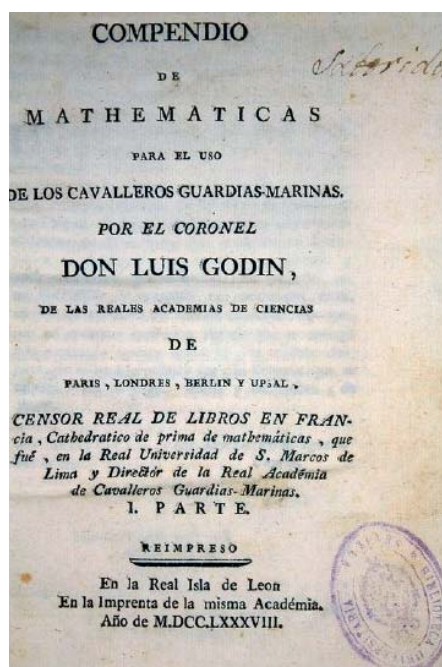 COMPENDIO
DE
MATHEMATICAS
PARA EL USO
DE LOS CAVALLEROS GUARDIAS-MARINAS.
POR EL CORONEL
DON LUIS GODIN,
DE LAS REALES ACADEMIAS DE CIENCIAS
DE
PARIS, LONDRES, BERLIN Y UPSAL.
CENSOR REAL DE LIBROS EN FRAN-
cia, Cathedratico de prima de mathemáticas, que
fué, en la Real Universidad de S. Marcos de
Lima y Director de la Real Académia
de Cavalleros Guardias-Marinas.
I. PARTE.
REIMPRESO
En la Real Isla de Leon
En la Imprenta de la misma Académia.
Año de M.DCC.LXXXVIII.